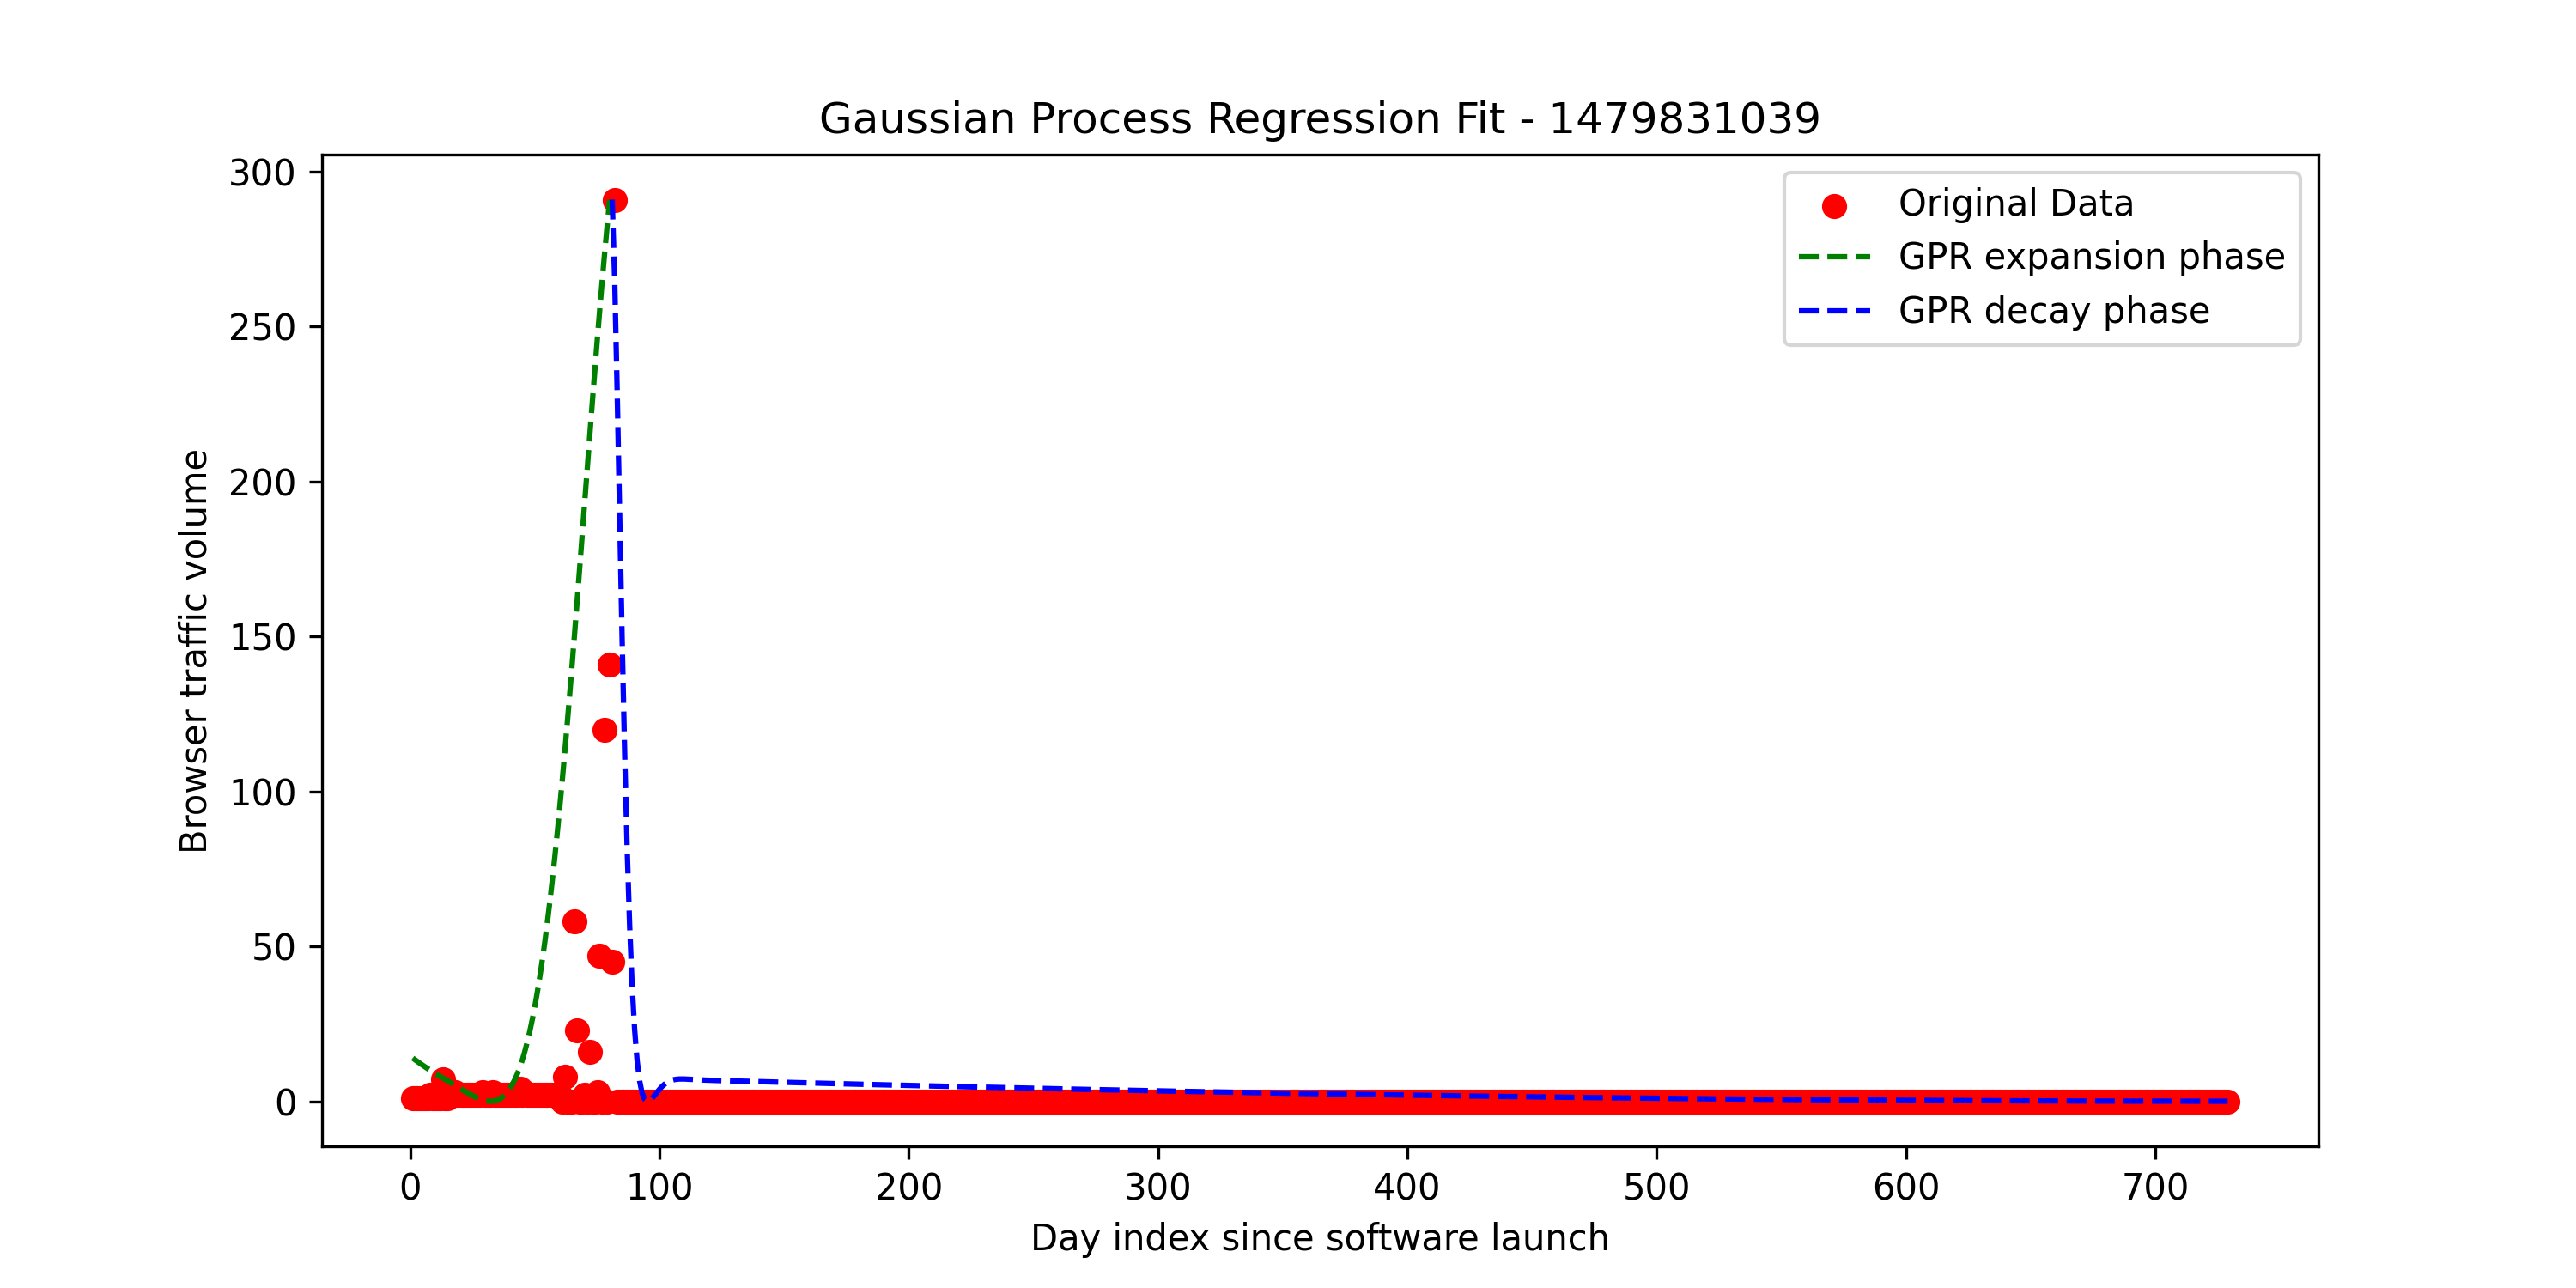 Gaussian Process Regression Fit - 1479831039
Original Data
GPR expansion phase
GPR decay phase
Browser traffic volume
300
250
200
150
100
50
0
0 100 200 300 400 500 600 700
Day index since software launch